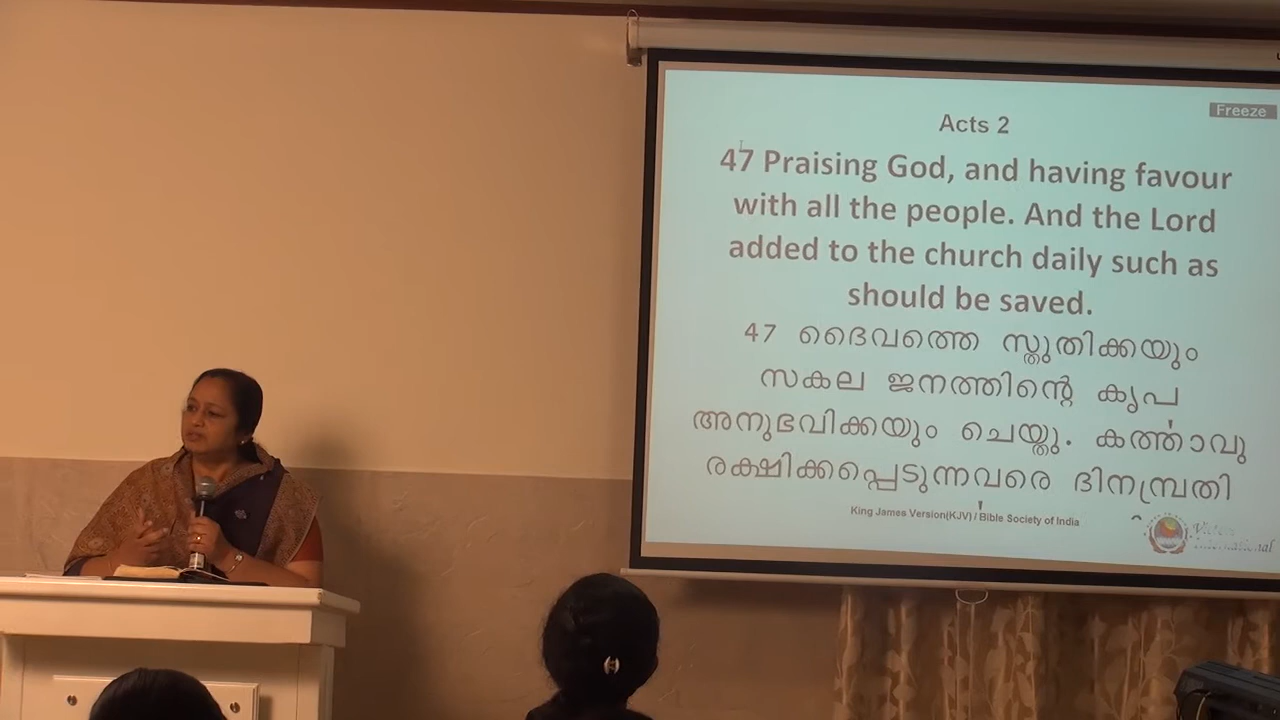 Freeze
Acts 2
47 Praising God, and having favour
with all the people. And the Lord
added to the church daily such as
should be saved.
47 ദൈവത്തെ സ്തുതിക്കയും
സകല ജനത്തിന്റെ കൃപ
അനുഭവിക്കയും ചെയ്തു. കൎത്താവു
രക്ഷിക്കപ്പെടുന്നവരെ ദിനമ്പ്രതി
King James Version(KJV) / Bible Society of India
International